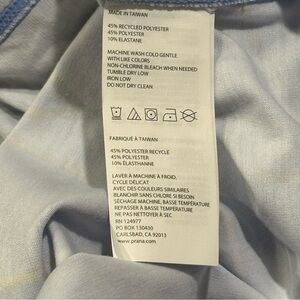 MADE IN TAIWAN
45% RECYCLED POLYESTER
45% POLYESTER
10% ELASTANE
MACHINE WASH COLD GENTLE
WITH LIKE COLORS
NON-CHLORINE BLEACH WHEN NEEDED
TUMBLE DRY LOW
IRON LOW
DO NOT DRY CLEAN
FABRIQUÉ À TAIWAN
45% POLYESTER RECYCLÉ
45% POLYESTER
10% ÉLASTHANNE
LAVER À MACHINE À FROID,
CYCLE DÉLICAT
AVEC DES COULEURS SIMILAIRES
BLANCHIR SANS CHLORE SI BESOIN
SÉCHAGE MACHINE, BASSE TEMPÉRATURE
REPASSER À BASSE TEMPÉRATURE
NE PAS NETTOYER À SEC
RN 124977
PO BOX 130430
CARLSBAD, CA 92013
www.prana.com